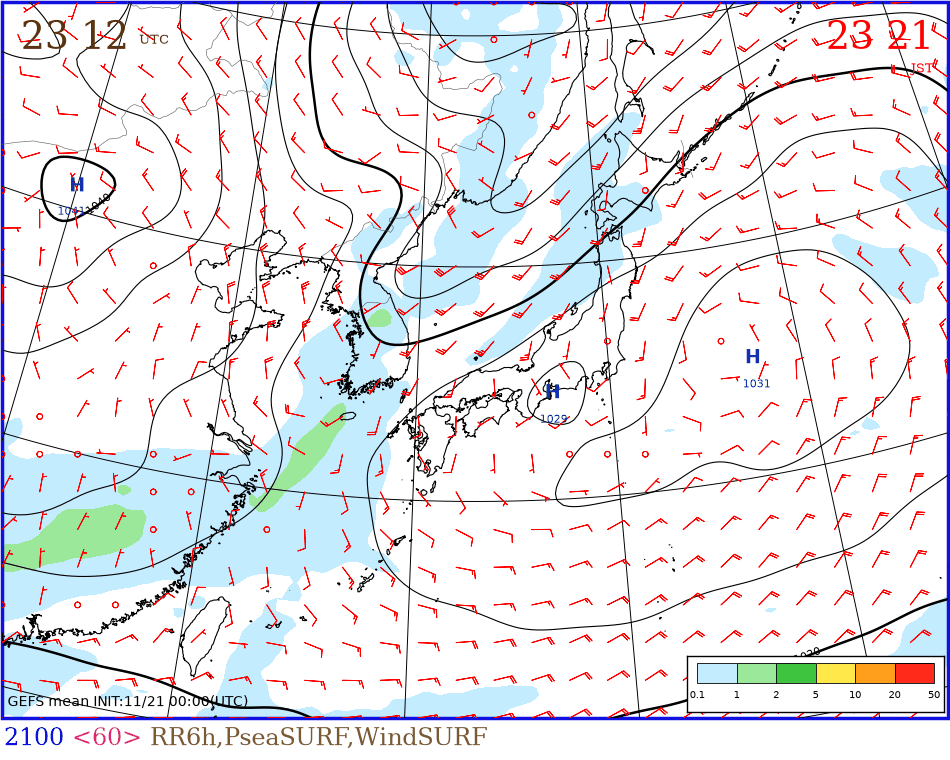 23 12 UTC
23 21
JST
H
1041
1040
H
1031
H
1029
1020
0.1 1 2 5 10 20 50
GEFS mean INIT:11/21 00:00(UTC)
2100 <60> RR6h,PseaSURF,WindSURF